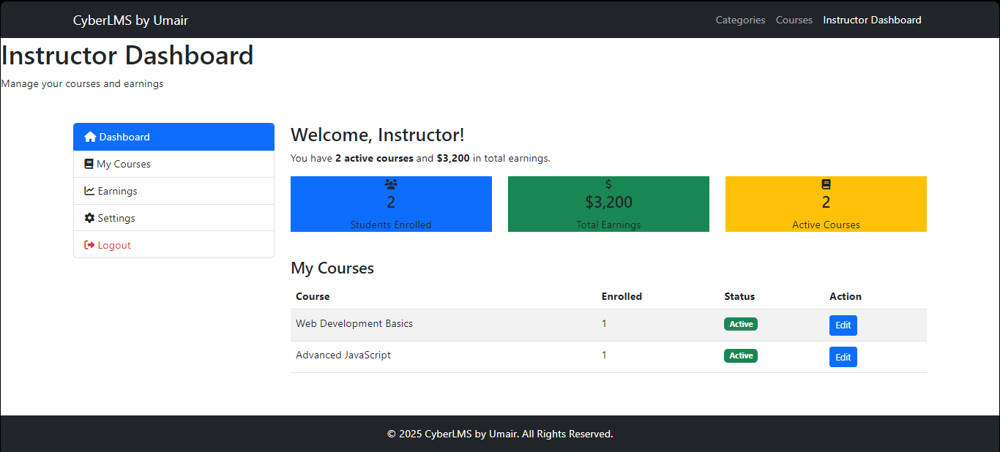 CyberLMS by Umair Categories Courses Instructor Dashboard
Instructor Dashboard
Manage your courses and earnings
Dashboard
My Courses
Earnings
Settings
Logout
Welcome, Instructor!
You have 2 active courses and $3,200 in total earnings.
2
Students Enrolled
$
$3,200
Total Earnings
2
Active Courses
My Courses
Course Enrolled Status Action
Web Development Basics 1 Active Edit
Advanced JavaScript 1 Active Edit
© 2025 CyberLMS by Umair. All Rights Reserved.